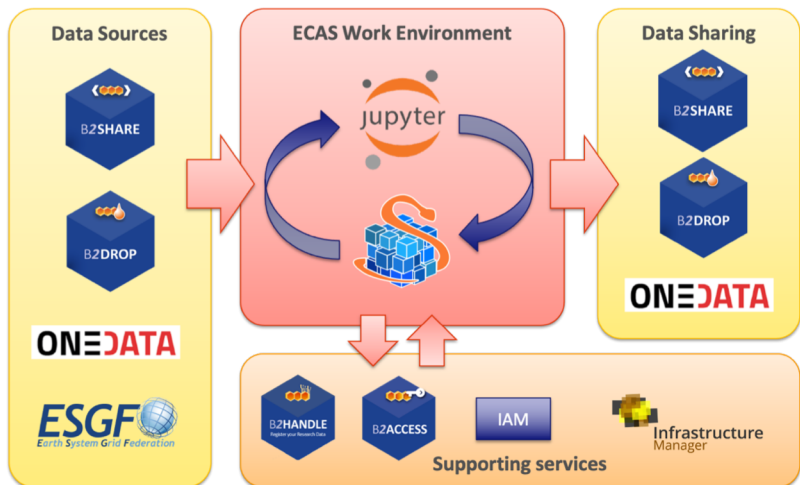 Data Sources
B2SHARE
B2DROP
ONEDATA
ESGF
Earth System Grid Federation
ECAS Work Environment
jupyter
Data Sharing
B2SHARE
B2DROP
ONEDATA
B2HANDLE
Register your Research Data
B2ACCESS
IAM
Infrastructure
Manager
Supporting services